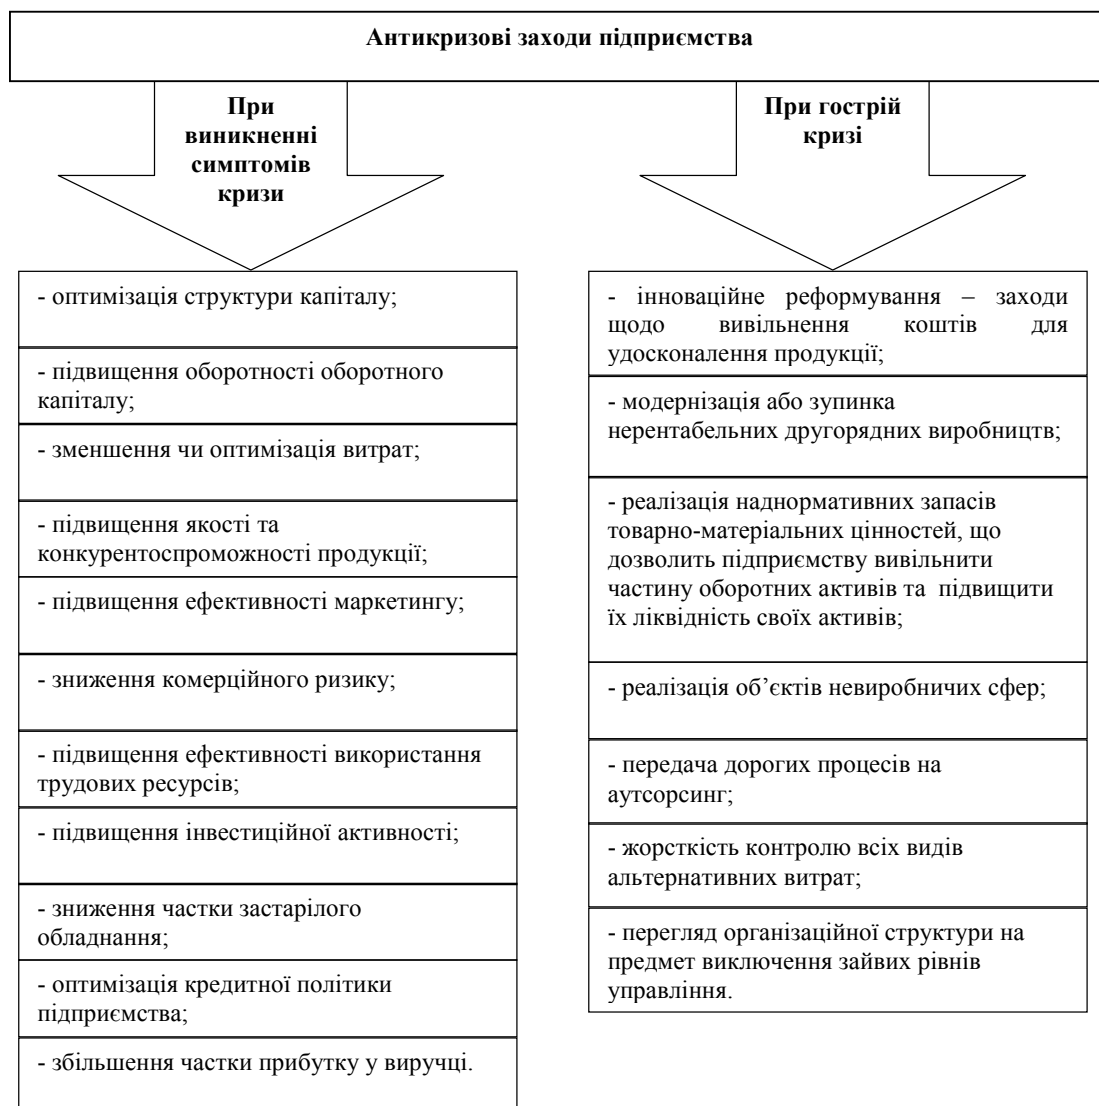 Антикризові заходи підприємства
При
виникненні
симптомів
кризи
- оптимізація структури капіталу;
- підвищення оборотності оборотного
капіталу;
- зменшення чи оптимізація витрат;
- підвищення якості та
конкурентоспроможності продукції;
- підвищення ефективності маркетингу;
- зниження комерційного ризику;
- підвищення ефективності використання
трудових ресурсів;
- підвищення інвестиційної активності;
- зниження частки застарілого
обладнання;
- оптимізація кредитної політики
підприємства;
- збільшення частки прибутку у виручці.
При гострій
кризі
- інноваційне реформування – заходи
щодо вивільнення коштів для
удосконалення продукції;
- модернізація або зупинка
нерентабельних другорядних виробництв;
- реалізація наднормативних запасів
товарно-матеріальних цінностей, що
дозволить підприємству вивільнити
частину оборотних активів та підвищити
їх ліквідність своїх активів;
- реалізація об’єктів невиробничих сфер;
- передача дорогих процесів на
аутсорсинг;
- жорсткість контролю всіх видів
альтернативних витрат;
- перегляд організаційної структури на
предмет виключення зайвих рівнів
управління.